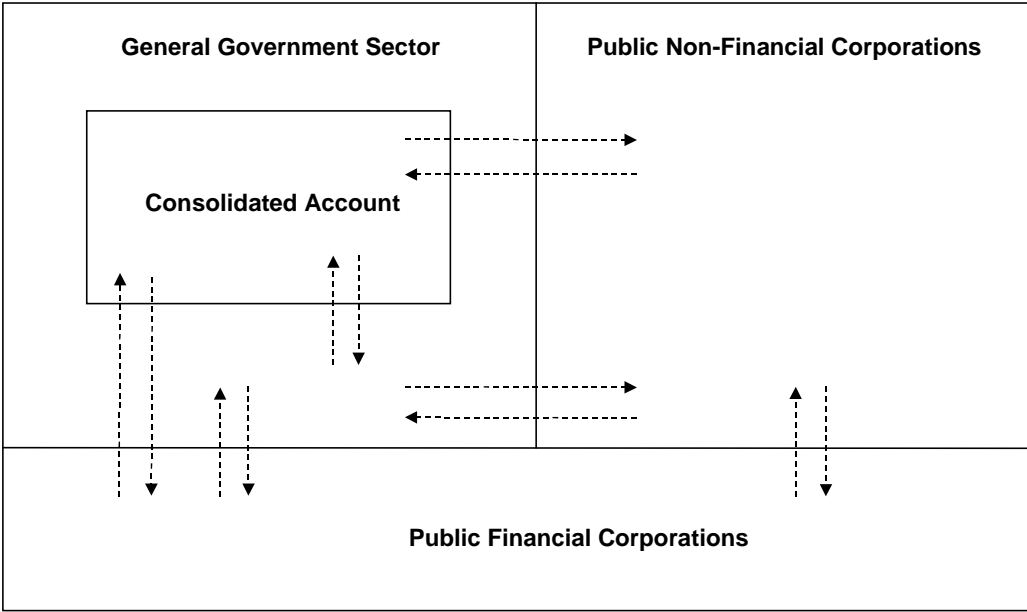 General Government Sector
Public Non-Financial Corporations
Consolidated Account
Public Financial Corporations